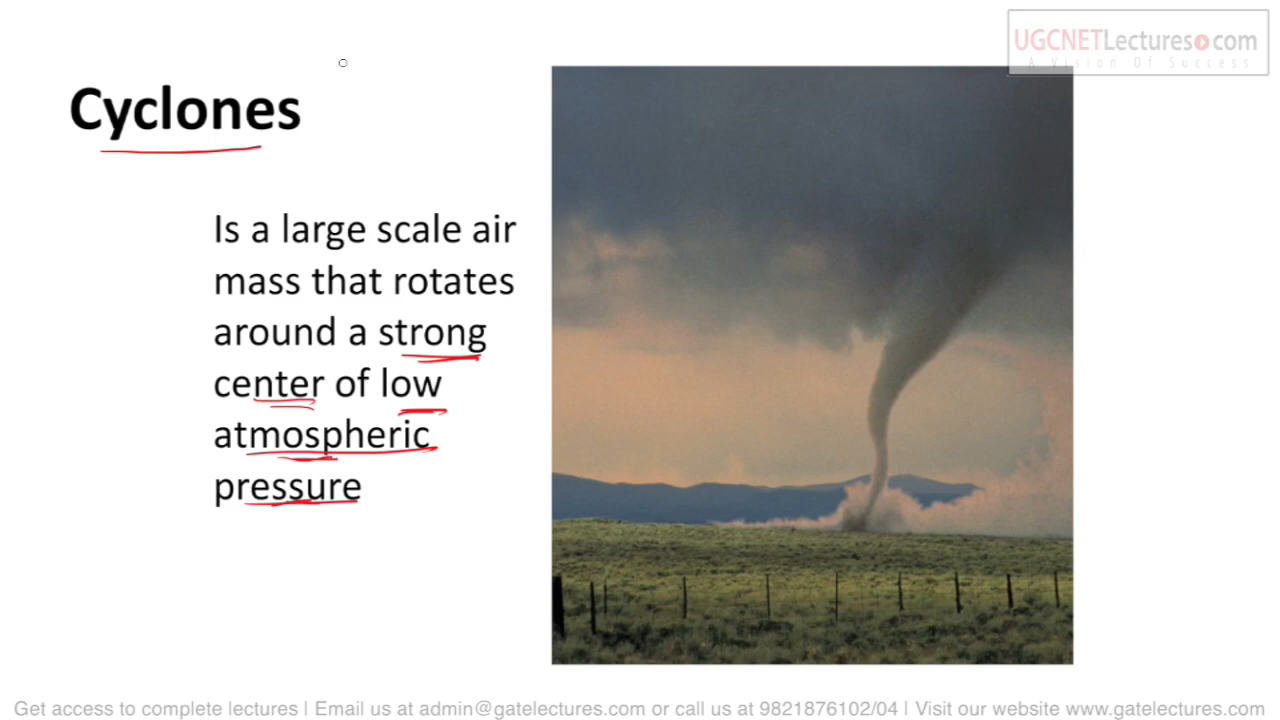 UGCNETLectures.com
A Vision Of Success
Cyclones
Is a large scale air
mass that rotates
around a strong
center of low
atmospheric
pressure
Get access to complete lectures | Email us at admin@gatelectures.com or call us at 9821876102/04 | Visit our website www.gatelectures.com